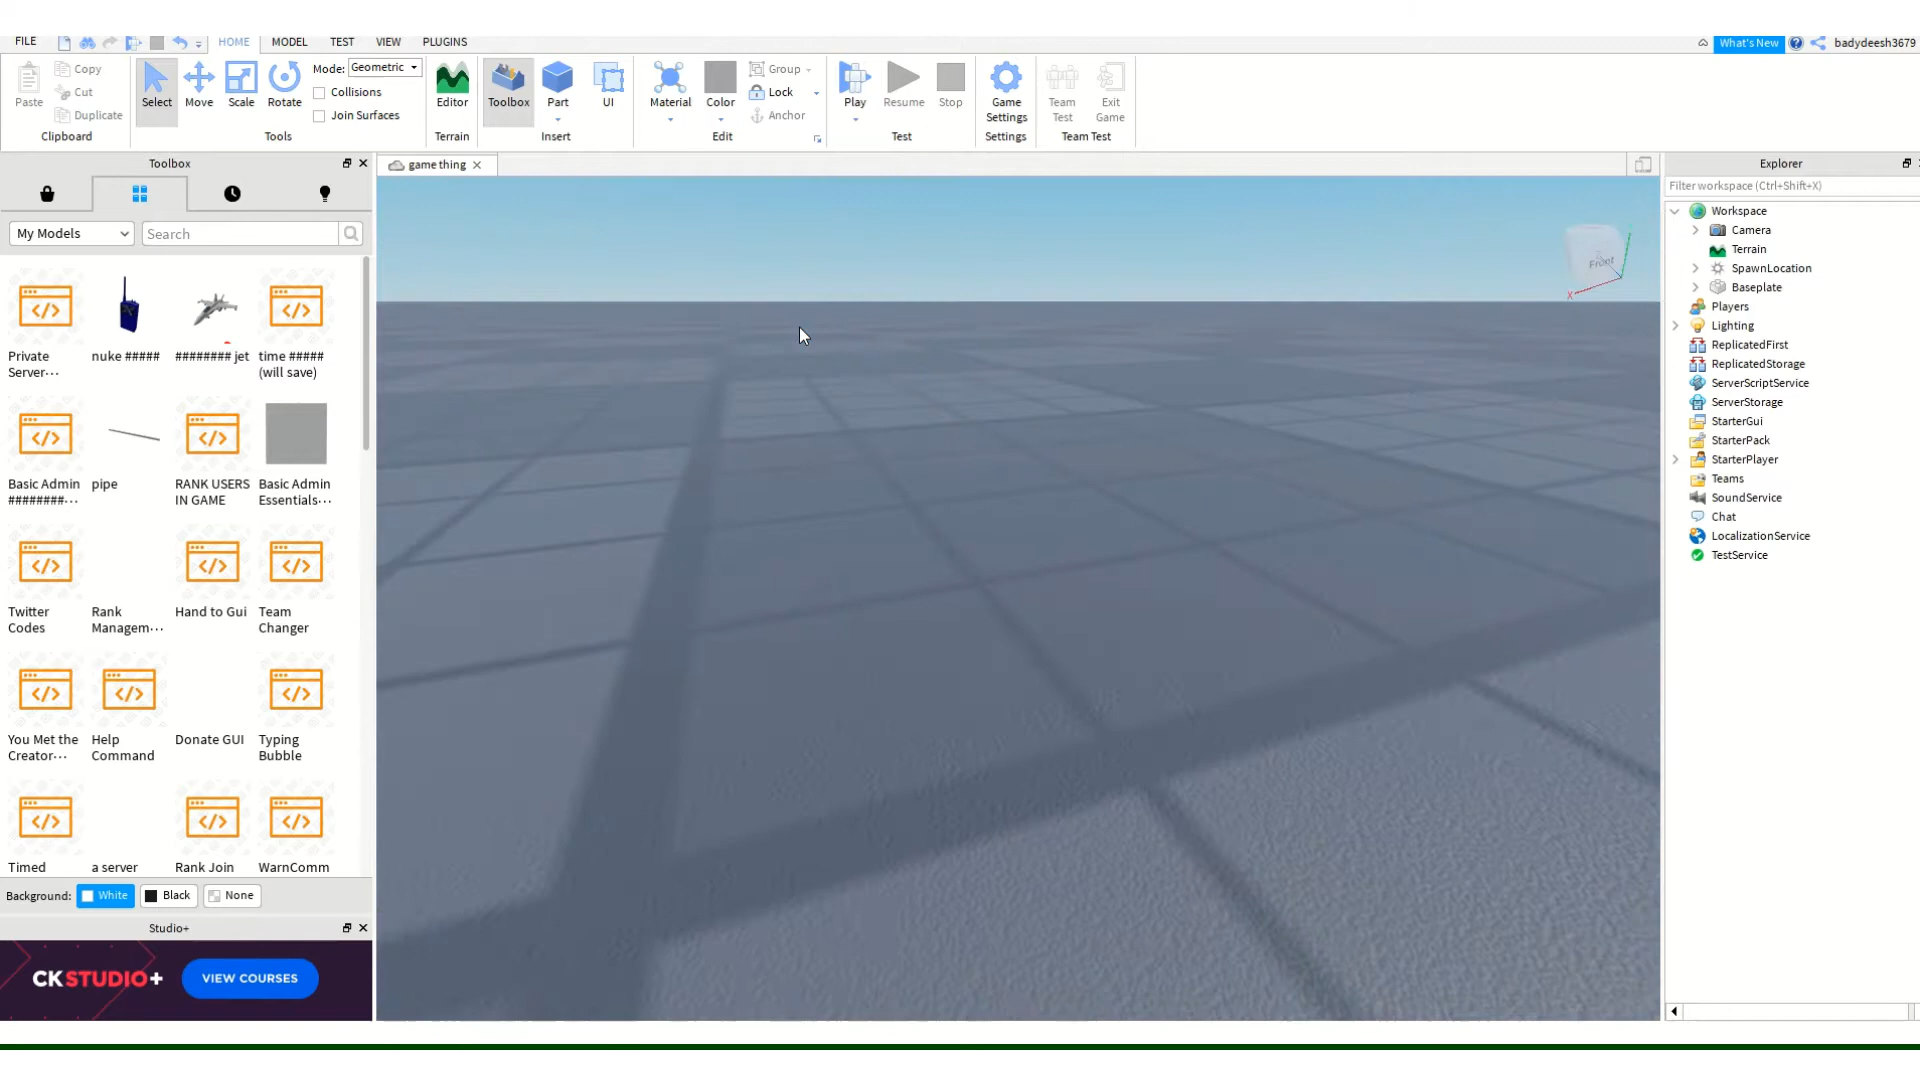 FILE
HOME
MODEL
TEST
VIEW
PLUGINS
What's New
badydeesh3679
Paste
Copy
Cut
Duplicate
Clipboard
Select
Move
Scale
Rotate
Mode: Geometric
Collisions
Join Surfaces
Tools
Editor
Terrain
Toolbox
Part
UI
Insert
Material
Color
Group
Lock
Anchor
Edit
Play
Resume
Stop
Test
Game
Settings
Settings
Team
Test
Exit
Game
Team Test
Toolbox
game thing
Explorer
My Models
Search
Filter workspace (Ctrl+Shift+X)
Private
Server...
nuke #####
######## jet
time #####
(will save)
Basic Admin
########...
pipe
RANK USERS
IN GAME
Basic Admin
Essentials...
Twitter
Codes
Rank
Managem...
Hand to Gui
Team
Changer
You Met the
Creator...
Help
Command
Donate GUI
Typing
Bubble
Timed
a server
Rank Join
WarnComm
Background:
White
Black
None
Studio+
CKSTUDIO+
VIEW COURSES
Front
X
Workspace
Camera
Terrain
SpawnLocation
Baseplate
Players
Lighting
ReplicatedFirst
ReplicatedStorage
ServerScriptService
ServerStorage
StarterGui
StarterPack
StarterPlayer
Teams
SoundService
Chat
LocalizationService
TestService